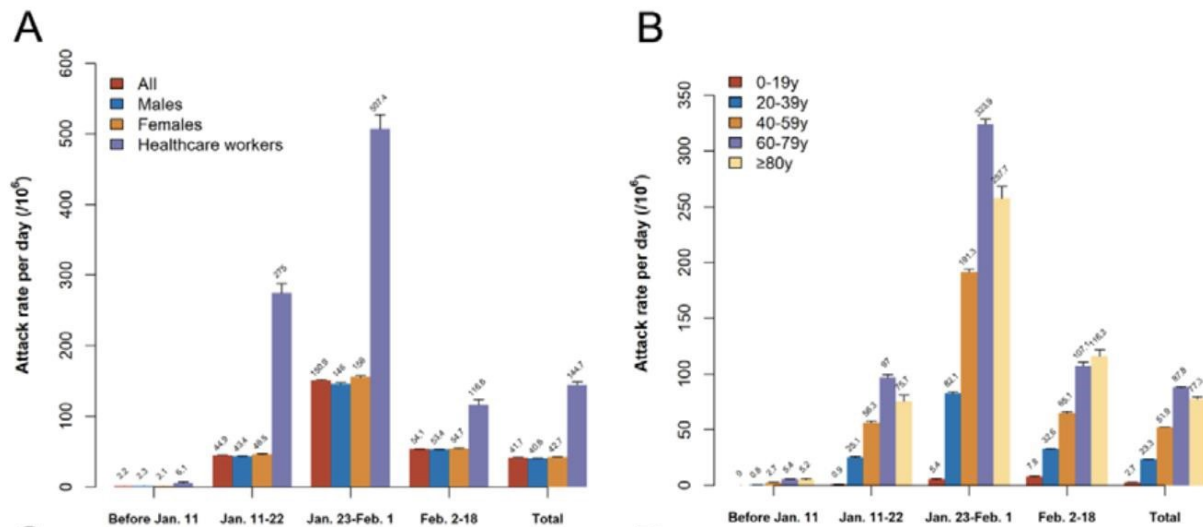 A
Attack rate per day (/10⁶)
600
500
400
300
200
100
0
All
Males
Females
Healthcare workers
2.2
2.3
2.1
6.1
44.9
43.4
46.5
275
150.9
146
156
507.4
54.1
53.4
54.7
116.6
41.7
40.8
42.7
144.7
Before Jan. 11
Jan. 11-22
Jan. 23-Feb. 1
Feb. 2-18
Total
B
Attack rate per day (/10⁶)
350
300
250
200
150
100
50
0
0-19y
20-39y
40-59y
60-79y
≥80y
0
0.8
2.7
5.4
5.2
0.9
25.1
56.3
97
75.7
5.4
82.1
191.3
323.9
257.7
7.8
32.6
65.1
107.1
116.3
2.7
23.3
51.9
87.8
77.3
Before Jan. 11
Jan. 11-22
Jan. 23-Feb. 1
Feb. 2-18
Total